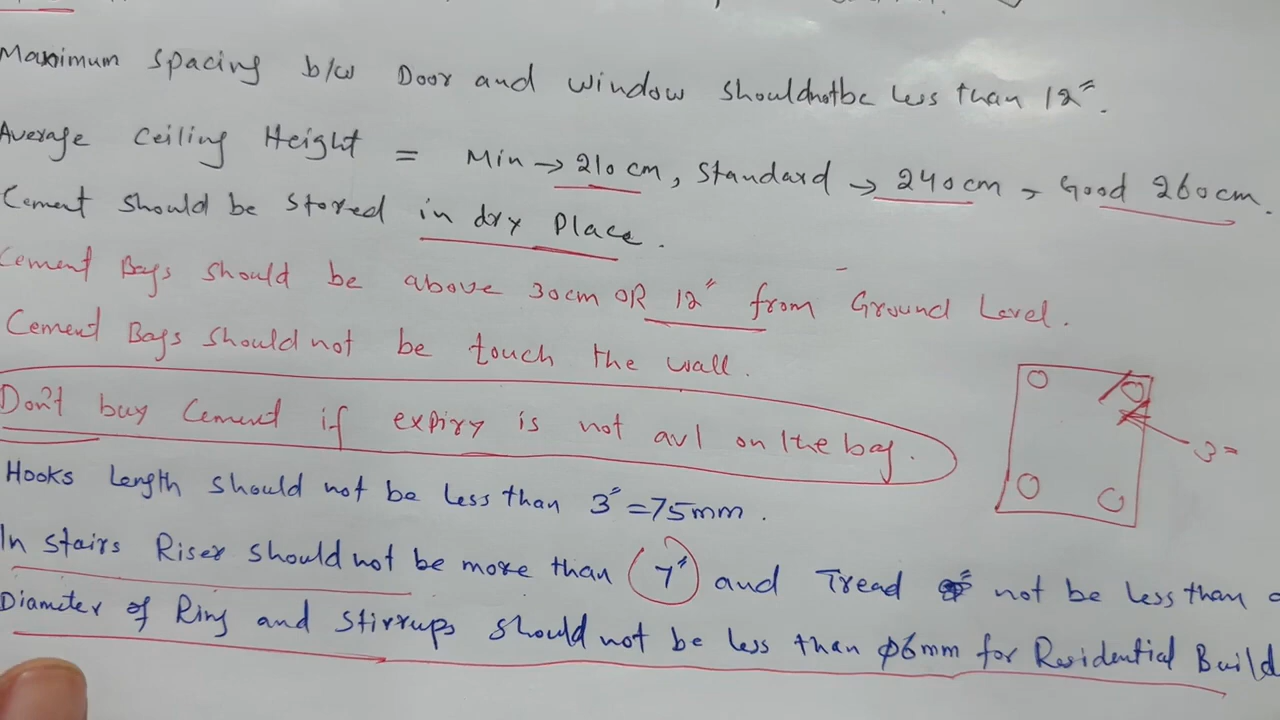 Maximum spacing b/w Door and window shouldnotbe less than 12".
Average Ceiling Height = Min → 210 cm, Standard → 240cm, Good 260cm.
Cement should be stored in dry Place.
Cement Bags should be above 30cm OR 12" from Ground Level.
Cement Bags should not be touch the wall.
Don't buy Cement if expiry is not avl on the bag.
3"
Hooks Length should not be less than 3"=75mm.
In stairs Riser should not be more than 7" and Tread not be less than
Diameter of Ring and Stirrups should not be less than ϕ6mm for Residential Build